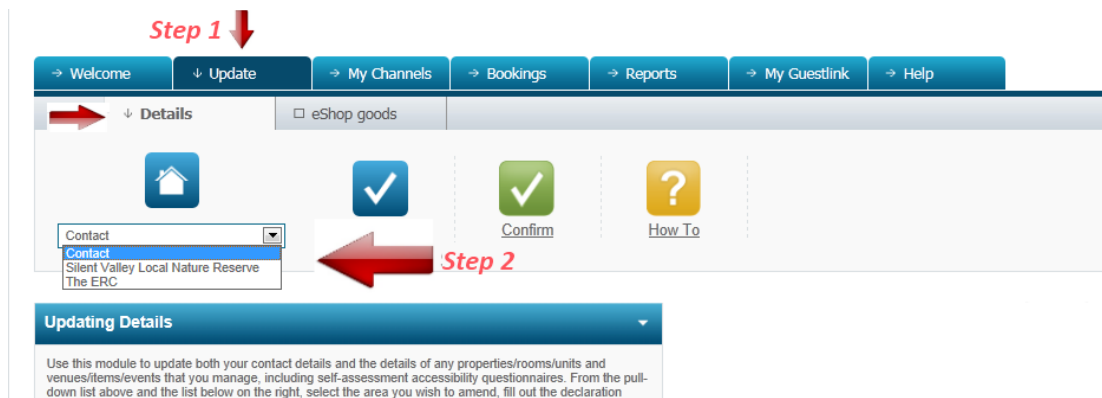 Step 1
Welcome Update My Channels Bookings Reports My Guestlink Help
Details eShop goods
Contact
Contact
Silent Valley Local Nature Reserve
The ERC
Confirm How To
Step 2
Updating Details
Use this module to update both your contact details and the details of any properties/rooms/units and
venues/items/events that you manage, including self-assessment accessibility questionnaires. From the pull-
down list above and the list below on the right, select the area you wish to amend, fill out the declaration